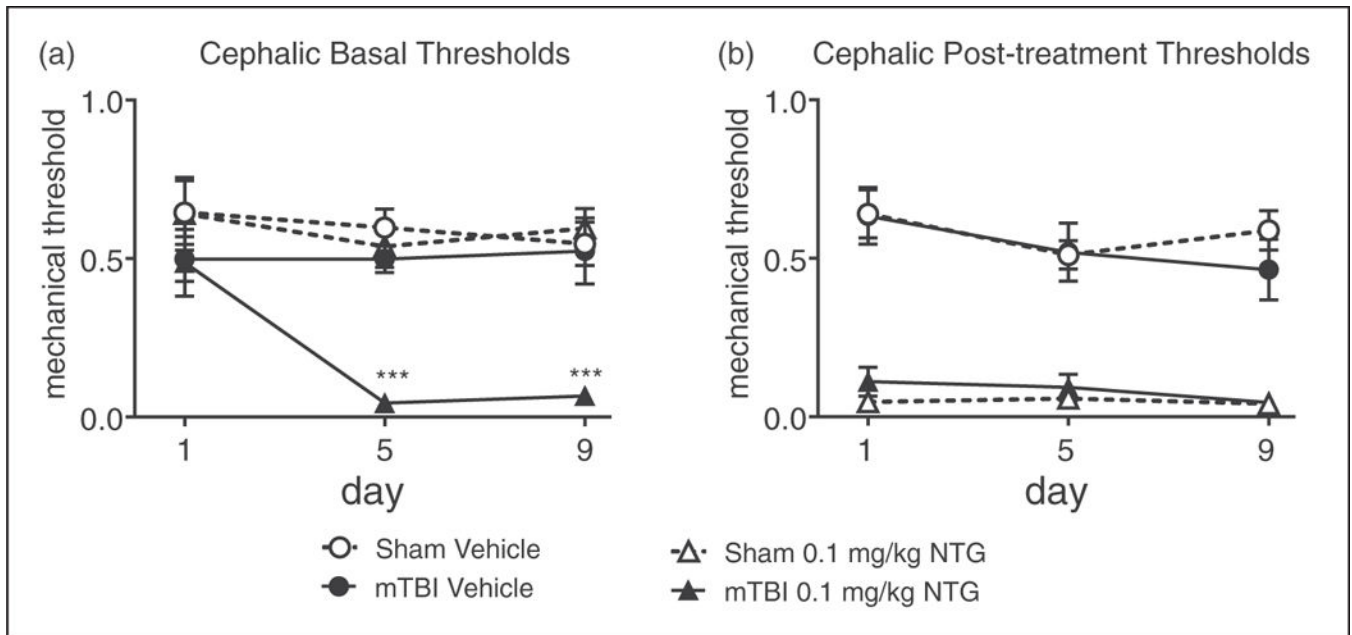 (a) Cephalic Basal Thresholds
mechanical threshold
1.0
0.5
0.0
*** ***
1 5 9
day
(b) Cephalic Post-treatment Thresholds
mechanical threshold
1.0
0.5
0.0
1 5 9
day
Sham Vehicle
mTBI Vehicle
Sham 0.1 mg/kg NTG
mTBI 0.1 mg/kg NTG